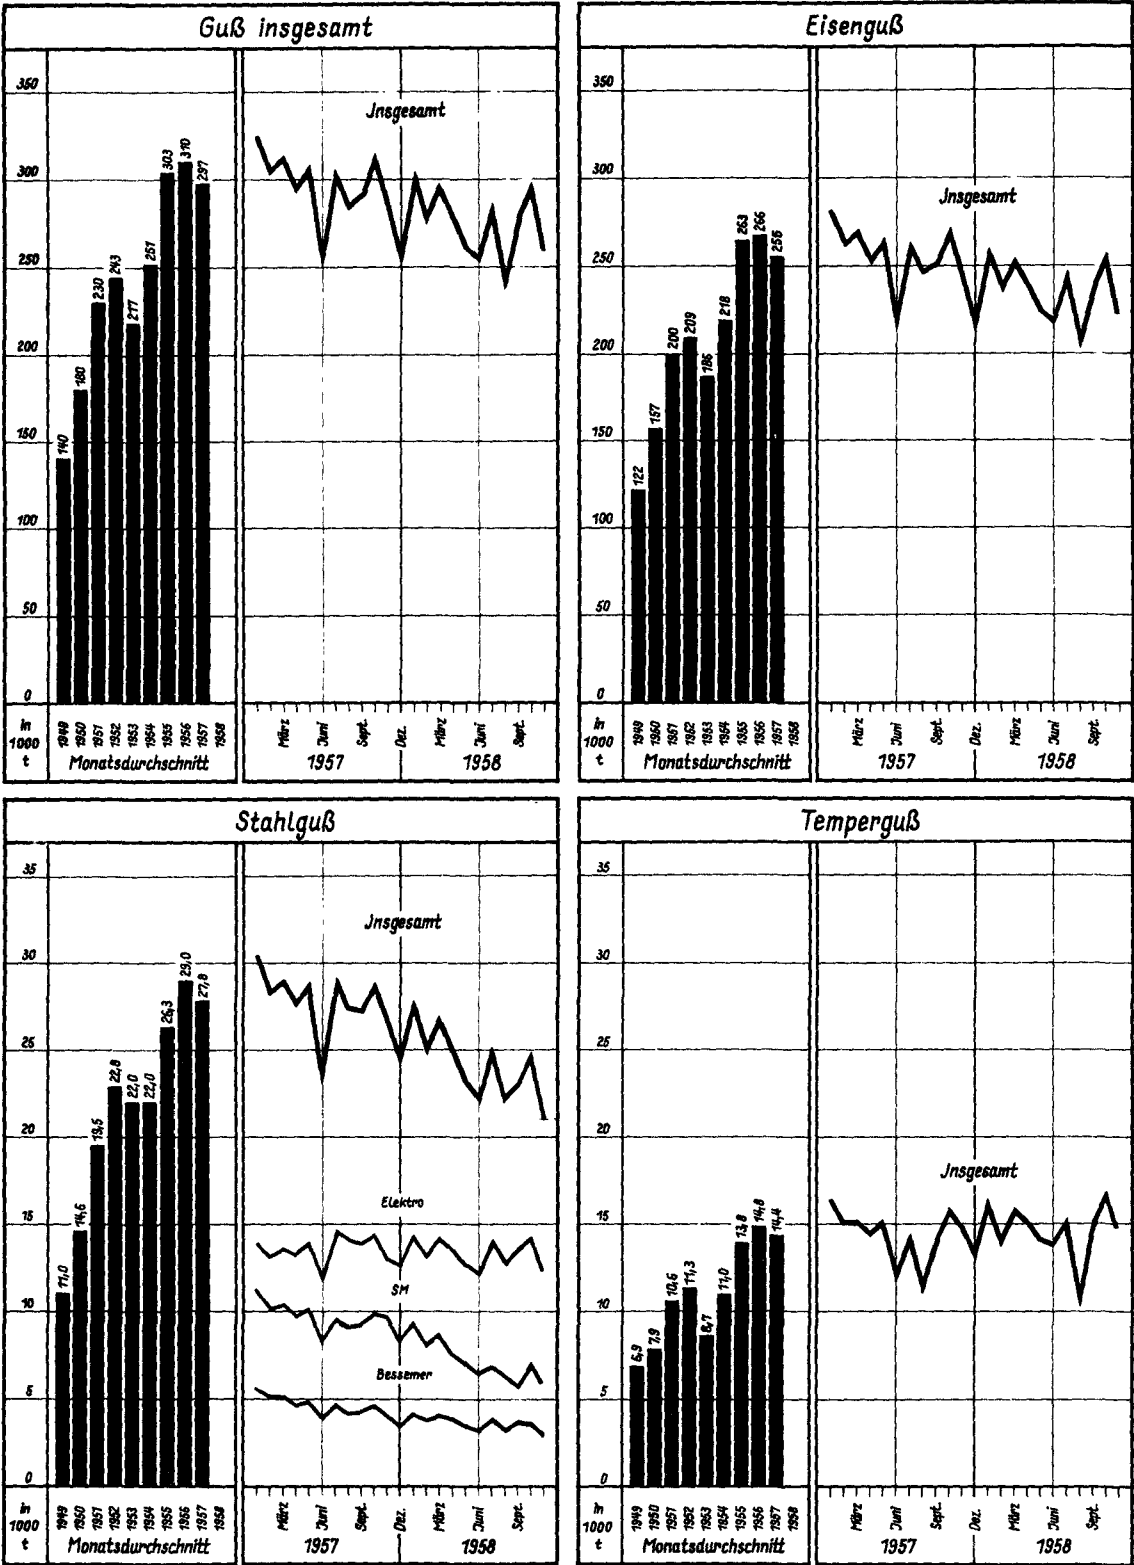 Guß insgesamt
350
300
250
200
150
100
50
0
in
1000
t
140
180
230
243
217
251
303
310
297
1949
1950
1951
1952
1953
1954
1955
1956
1957
1958
Monatsdurchschnitt
Jnsgesamt
März
Juni
Sept.
Dez.
März
Juni
Sept.
1957
1958
Eisenguß
350
300
250
200
150
100
50
0
in
1000
t
122
157
200
209
186
218
263
266
255
1949
1950
1951
1952
1953
1954
1955
1956
1957
1958
Monatsdurchschnitt
Jnsgesamt
März
Juni
Sept.
Dez.
März
Juni
Sept.
1957
1958
Stahlguß
35
30
25
20
15
10
5
0
in
1000
t
11,0
14,6
19,5
22,8
22,0
22,0
26,3
29,0
27,8
1949
1950
1951
1952
1953
1954
1955
1956
1957
1958
Monatsdurchschnitt
Jnsgesamt
Elektro
SM
Bessemer
März
Juni
Sept.
Dez.
März
Juni
Sept.
1957
1958
Temperguß
35
30
25
20
15
10
5
0
in
1000
t
6,9
7,9
10,6
11,3
8,7
11,0
13,8
14,8
14,4
1949
1950
1951
1952
1953
1954
1955
1956
1957
1958
Monatsdurchschnitt
Jnsgesamt
März
Juni
Sept.
Dez.
März
Juni
Sept.
1957
1958